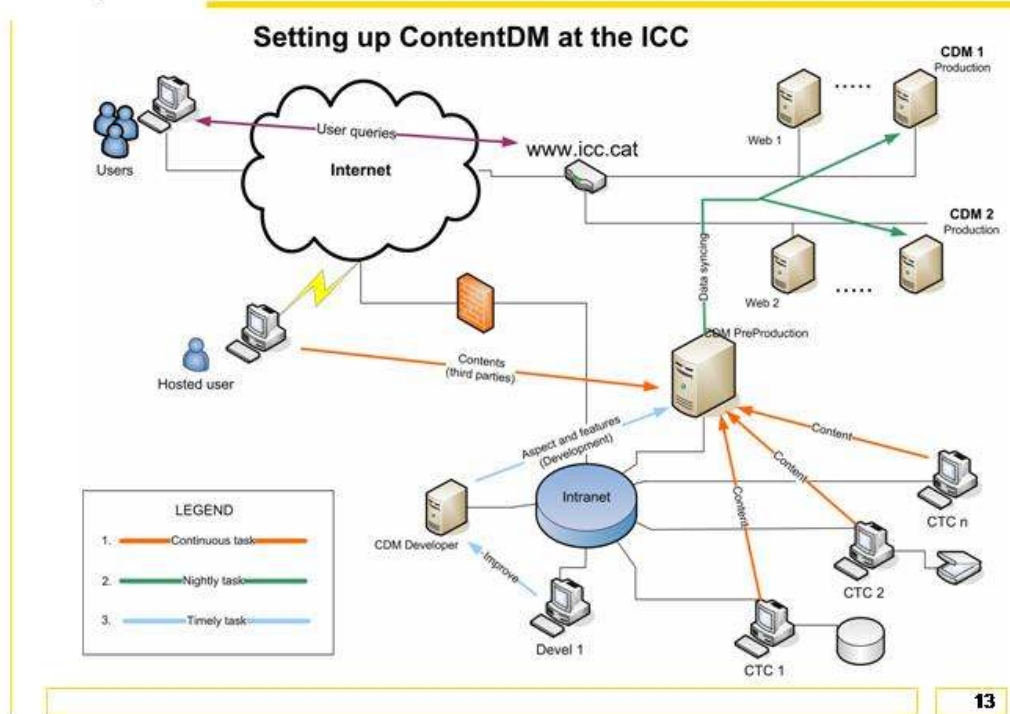 Setting up ContentDM at the ICC
CDM 1
Production
User queries
www.icc.cat
Web 1
Users
Internet
CDM 2
Production
Data syncing
Web 2
CDM PreProduction
Hosted user
Contents
(third parties)
Aspect and features
(Development)
Content
Content
Content
Intranet
CTC n
LEGEND
1. Continuous task
2. Nightly task
3. Timely task
CDM Developer
Improve
CTC 2
Devel 1
CTC 1
13